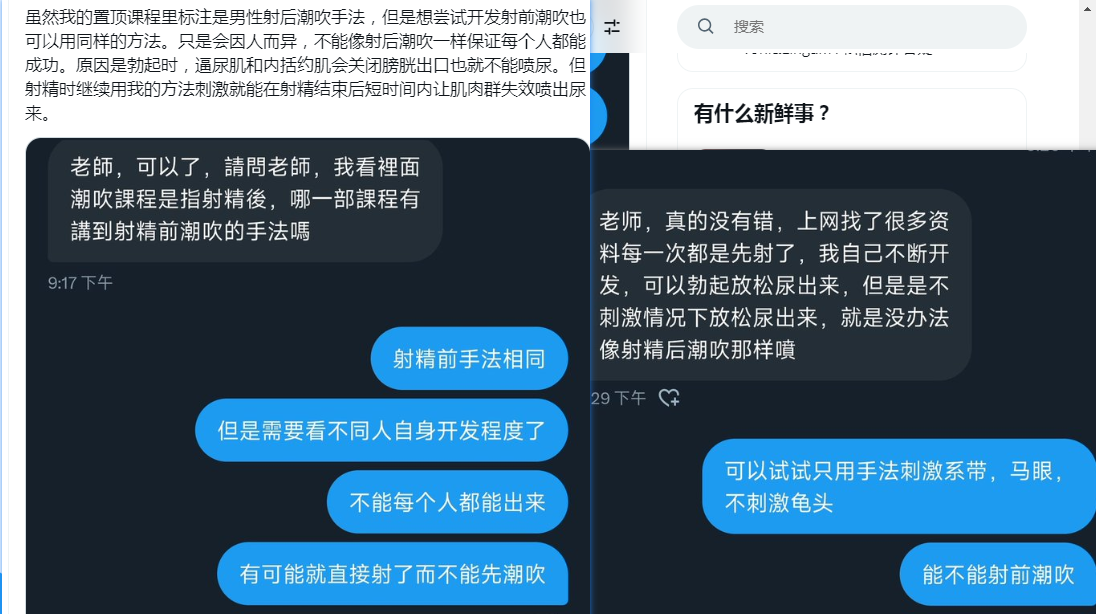 虽然我的置顶课程里标注是男性射后潮吹手法，但是想尝试开发射前潮吹也
可以用同样的方法。只是会因人而异，不能像射后潮吹一样保证每个人都能
成功。原因是勃起时，逼尿肌和内括约肌会关闭膀胱出口也就不能喷尿。但
射精时继续用我的方法刺激就能在射精结束后短时间内让肌肉群失效喷出尿
来。
老師，可以了，請問老師，我看裡面
潮吹課程是指射精後，哪一部課程有
講到射精前潮吹的手法嗎
9:17 下午
射精前手法相同
但是需要看不同人自身开发程度了
不能每个人都能出来
有可能就直接射了而不能先潮吹
搜索
有什么新鲜事？
老师，真的没有错，上网找了很多资
料每一次都是先射了，我自己不断开
发，可以勃起放松尿出来，但是是不
刺激情况下放松尿出来，就是没办法
像射精后潮吹那样噴
29 下午
可以试试只用手法刺激系带，马眼，
不刺激龟头
能不能射前潮吹